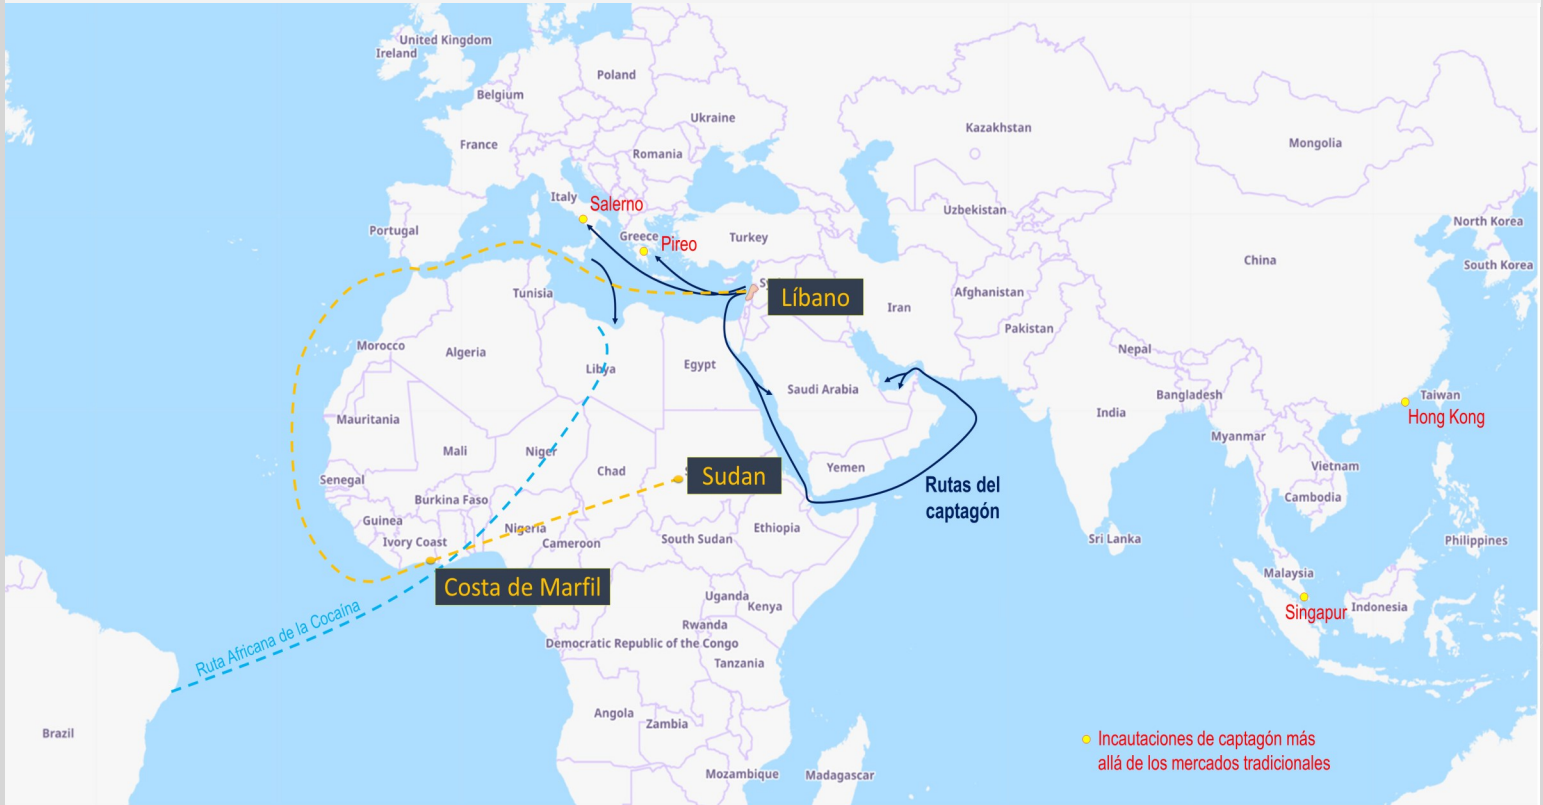 United Kingdom
Ireland
Poland
Belgium
Ukraine
France
Kazakhstan
Mongolia
Romania
Italy
Salerno
Uzbekistan
North Korea
Portugal
Greece
Pireo
Turkey
China
South Korea
Tunisia
Líbano
Afghanistan
Iran
Pakistan
Morocco
Algeria
Nepal
Libya
Egypt
Saudi Arabia
Bangladesh
Taiwan
Mauritania
India
Hong Kong
Myanmar
Mali
Niger
Chad
Yemen
Vietnam
Senegal
Sudan
Rutas del
captagón
Burkina Faso
Cambodia
Guinea
Nigeria
Ethiopia
Ivory Coast
Cameroon
South Sudan
Sri Lanka
Philippines
Costa de Marfil
Malaysia
Uganda
Kenya
Singapur
Indonesia
Ruta Africana de la Cocaína
Rwanda
Democratic Republic of the Congo
Tanzania
Angola
Zambia
Brazil
Incautaciones de captagón más
allá de los mercados tradicionales
Mozambique
Madagascar